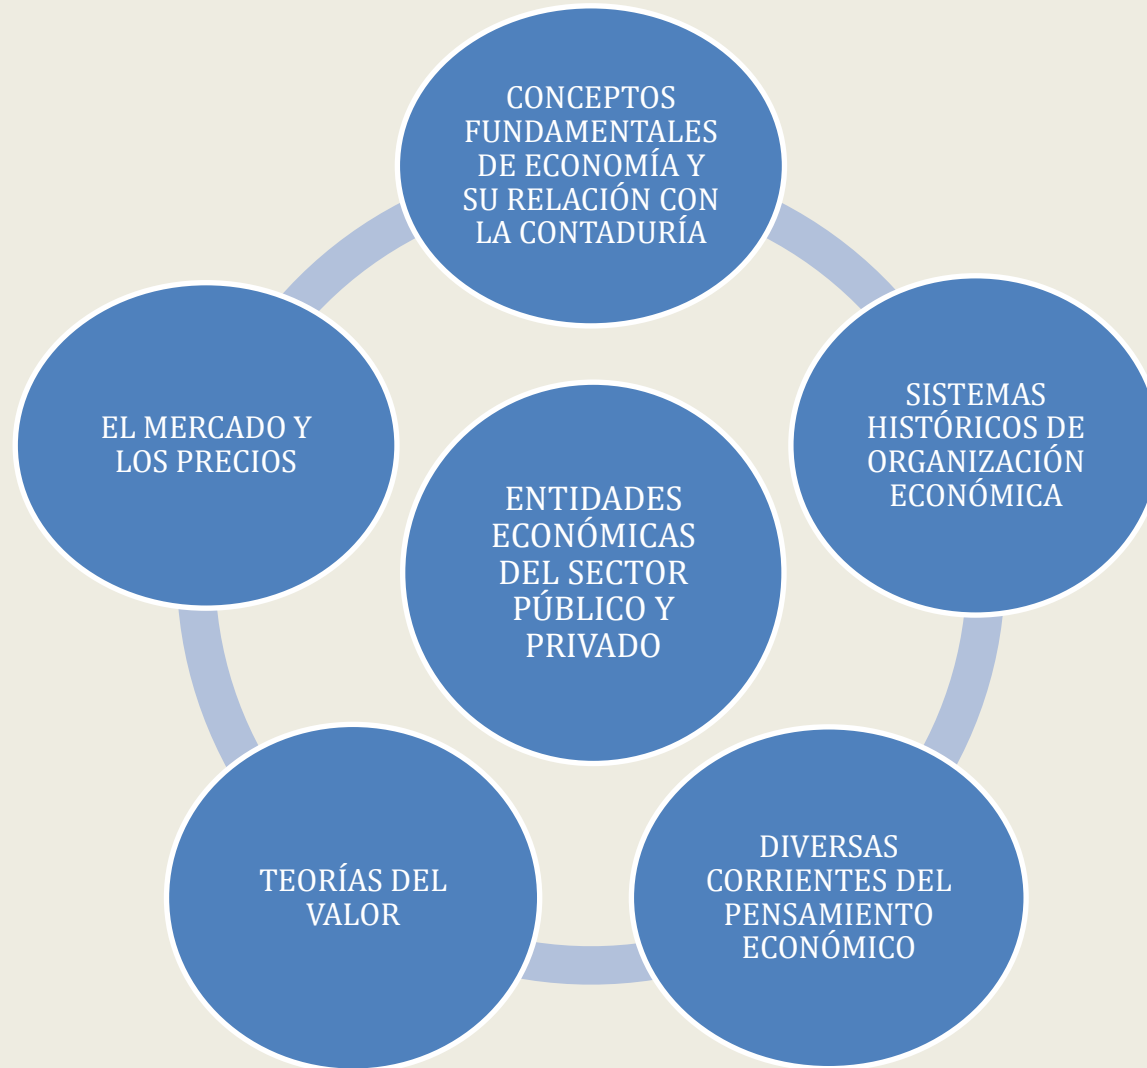 CONCEPTOS
FUNDAMENTALES
DE ECONOMÍA Y
SU RELACIÓN CON
LA CONTADURÍA
SISTEMAS
HISTÓRICOS DE
ORGANIZACIÓN
ECONÓMICA
DIVERSAS
CORRIENTES DEL
PENSAMIENTO
ECONÓMICO
TEORÍAS DEL
VALOR
EL MERCADO Y
LOS PRECIOS
ENTIDADES
ECONÓMICAS
DEL SECTOR
PÚBLICO Y
PRIVADO